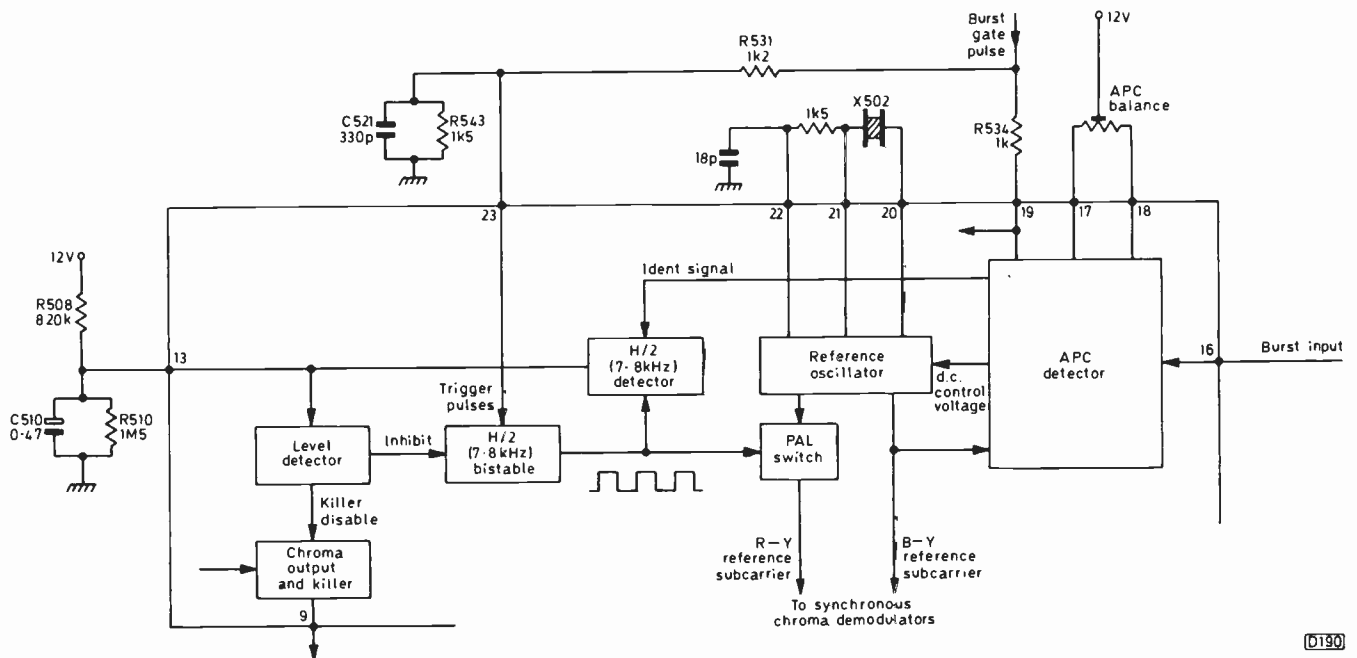 Burst
gate
pulse
12V
R531
1k2
APC
balance
C521
330p
R543
1k5
1k5
X502
R534
1k
18p
23
22
21
20
19
17
18
12V
R508
820k
Ident signal
13
H/2
(7·8kHz)
detector
Reference
oscillator
APC
detector
16
Burst input
d.c.
control
voltage
C510
0·47
R510
1M5
Trigger
pulses
Level
detector
Inhibit
H/2
(7·8kHz)
bistable
PAL
switch
Killer
disable
Chroma
output
and killer
R–Y
reference
subcarrier
B–Y
reference
subcarrier
9
To synchronous
chroma demodulators
D190